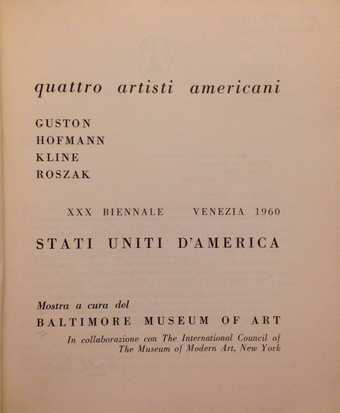 quattro artisti americani
GUSTON
HOFMANN
KLINE
ROSZAK
XXX BIENNALE VENEZIA 1960
STATI UNITI D'AMERICA
Mostra a cura del
BALTIMORE MUSEUM OF ART
In collaborazione con The International Council of
The Museum of Modern Art, New York